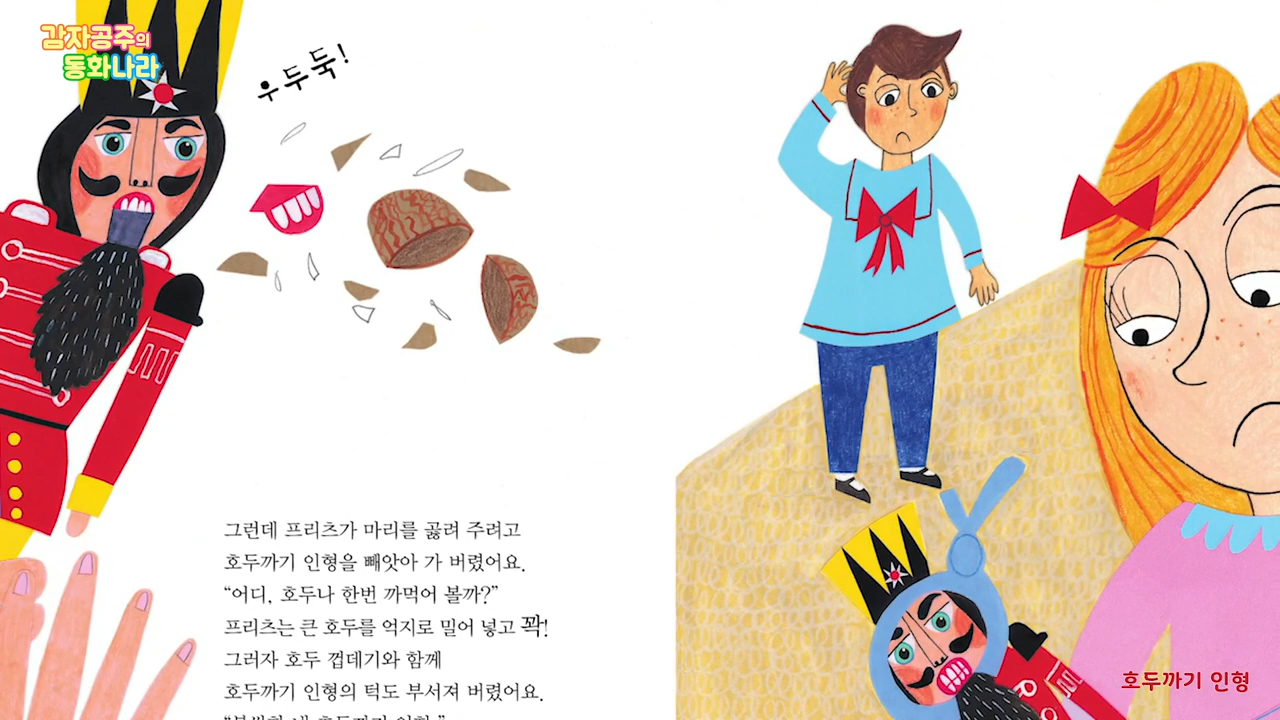 감자공주의
동화나라
우두둑!
그런데 프리츠가 마리를 곯려 주려고
호두까기 인형을 빼앗아 가 버렸어요.
“어디, 호두나 한번 까먹어 볼까?”
프리츠는 큰 호두를 억지로 밀어 넣고 꽉!
그러자 호두 껍데기와 함께
호두까기 인형의 턱도 부서져 버렸어요.
호두까기 인형